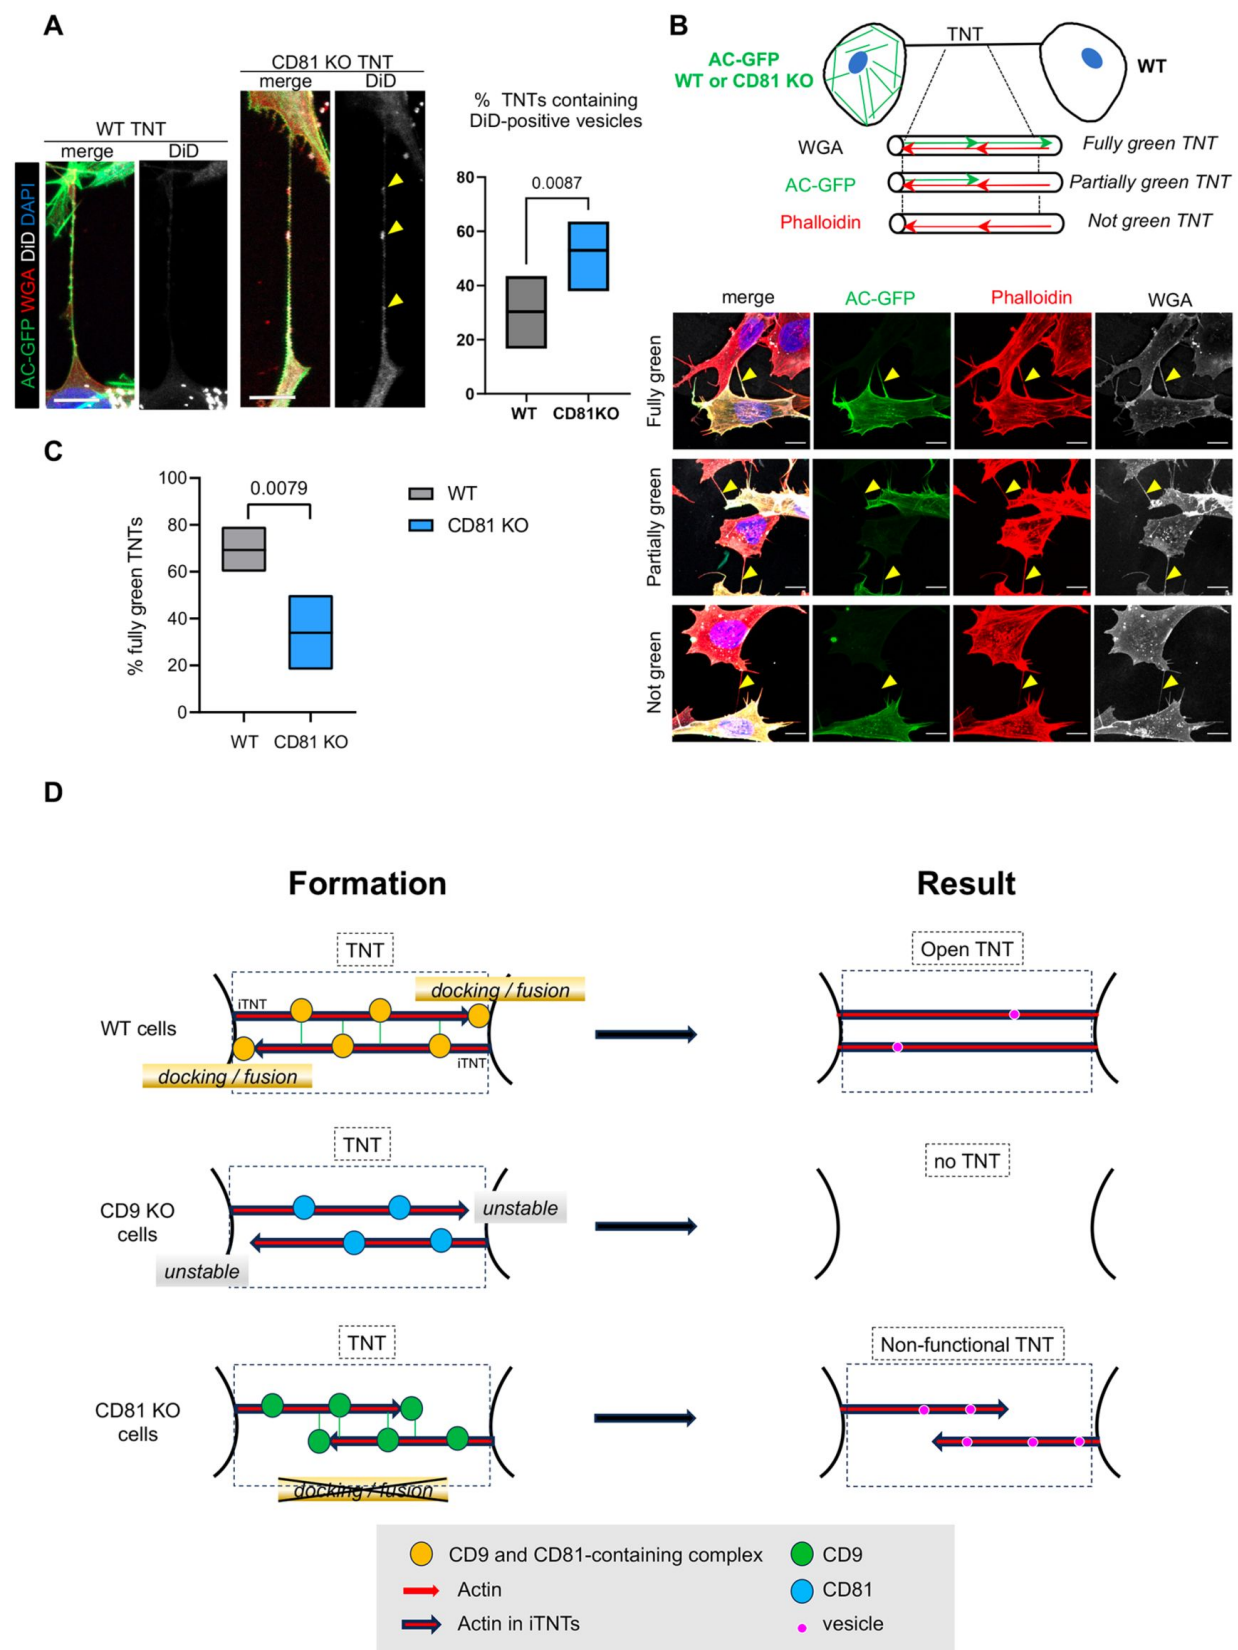 A
WT TNT
merge
DiD
CD81 KO TNT
merge
DiD
AC-GFP WGA DiD DAPI
% TNTs containing
DiD-positive vesicles
80
60
40
20
0
0.0087
WT
CD81KO
B
AC-GFP
WT or CD81 KO
TNT
WT
WGA
Fully green TNT
AC-GFP
Partially green TNT
Phalloidin
Not green TNT
merge
AC-GFP
Phalloidin
WGA
Fully green
Partially green
Not green
C
% fully green TNTs
100
80
60
40
20
0
0.0079
WT
CD81 KO
WT
CD81 KO
D
Formation
Result
TNT
Open TNT
WT cells
iTNT
docking / fusion
iTNT
docking / fusion
TNT
no TNT
CD9 KO
cells
unstable
unstable
TNT
Non-functional TNT
CD81 KO
cells
docking / fusion
CD9 and CD81-containing complex
CD9
Actin
CD81
Actin in iTNTs
vesicle